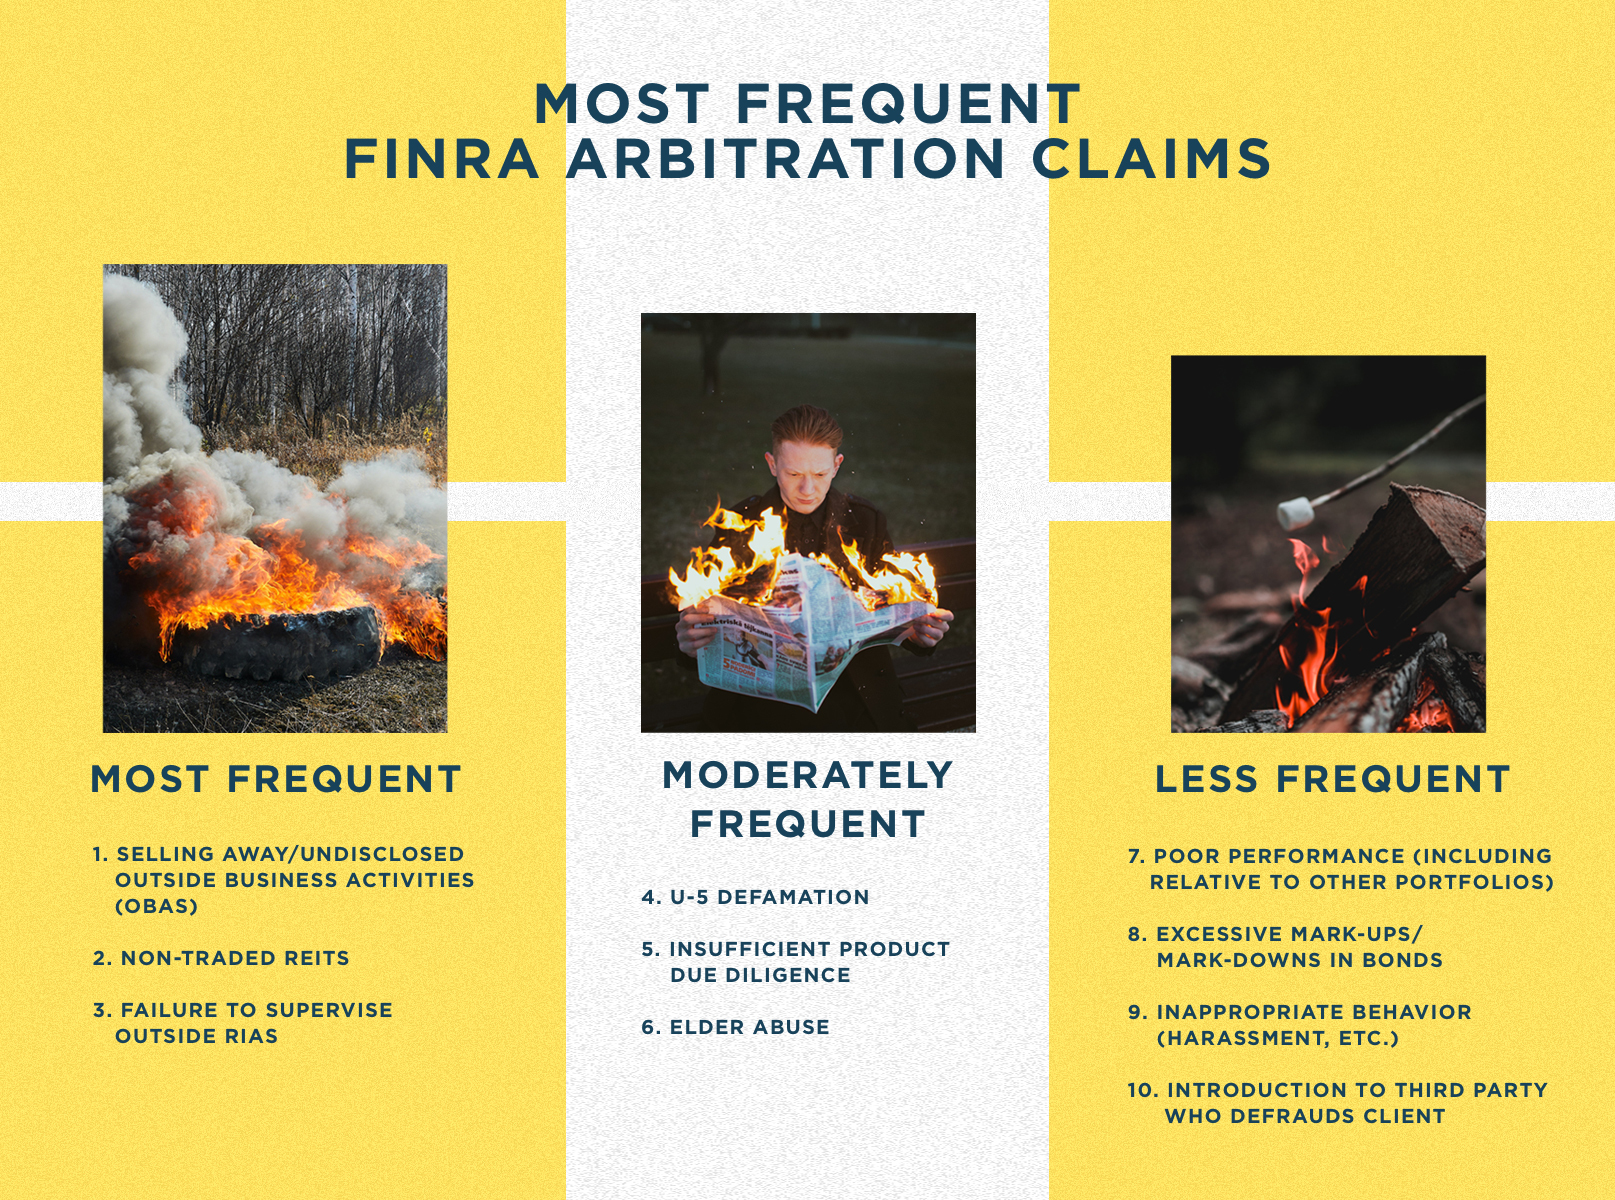 MOST FREQUENT
FINRA ARBITRATION CLAIMS
elektriskā tējkanna
5
MOST FREQUENT
1. SELLING AWAY/UNDISCLOSED
OUTSIDE BUSINESS ACTIVITIES
(OBAS)
2. NON-TRADED REITS
3. FAILURE TO SUPERVISE
OUTSIDE RIAS
MODERATELY
FREQUENT
4. U-5 DEFAMATION
5. INSUFFICIENT PRODUCT
DUE DILIGENCE
6. ELDER ABUSE
LESS FREQUENT
7. POOR PERFORMANCE (INCLUDING
RELATIVE TO OTHER PORTFOLIOS)
8. EXCESSIVE MARK-UPS/
MARK-DOWNS IN BONDS
9. INAPPROPRIATE BEHAVIOR
(HARASSMENT, ETC.)
10. INTRODUCTION TO THIRD PARTY
WHO DEFRAUDS CLIENT